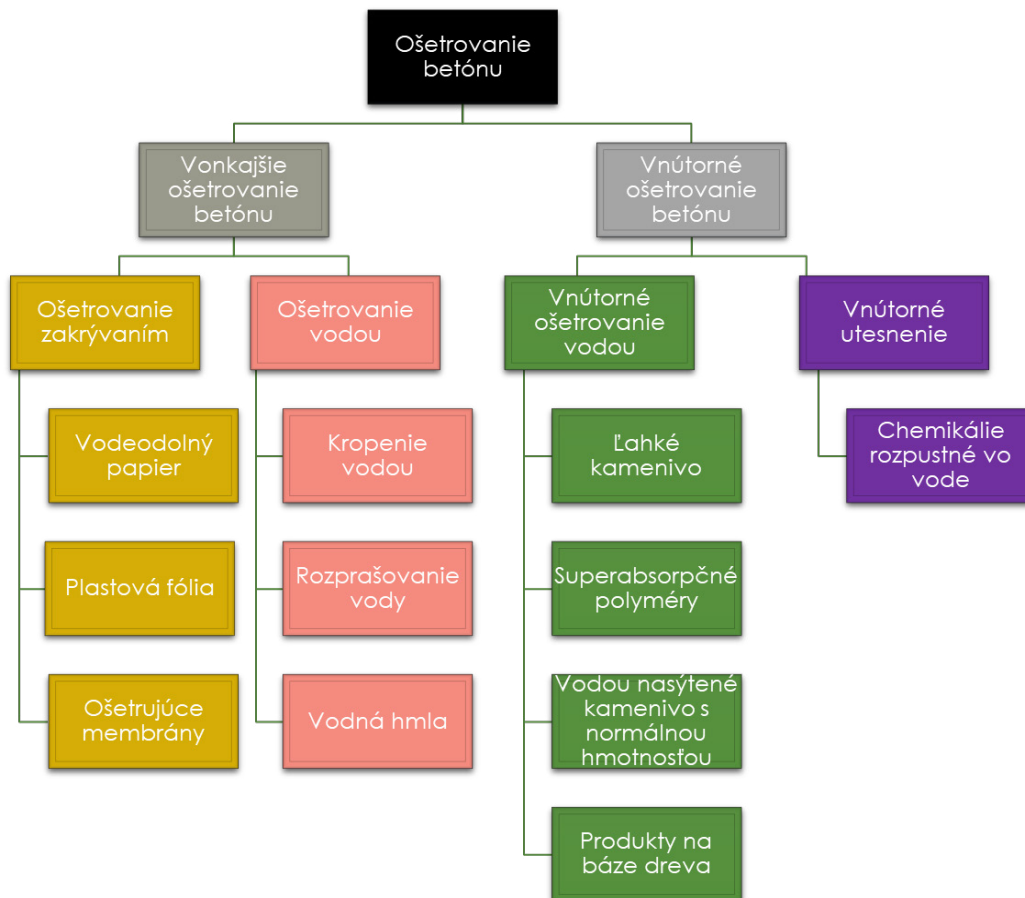 Ošetrovanie
betónu
Vonkajšie
ošetrovanie
betónu
Vnútorné
ošetrovanie
betónu
Ošetrovanie
zakrývaním
Ošetrovanie
vodou
Vnútorné
ošetrovanie
vodou
Vnútorné
utesnenie
Vodeodolný
papier
Kropenie
vodou
Ľahké
kamenivo
Chemikálie
rozpustné vo
vode
Plastová fólia
Rozprašovanie
vody
Superabsorpčné
polyméry
Ošetrujúce
membrány
Vodná hmla
Vodou nasýtené
kamenivo s
normálnou
hmotnosťou
Produkty na
báze dreva